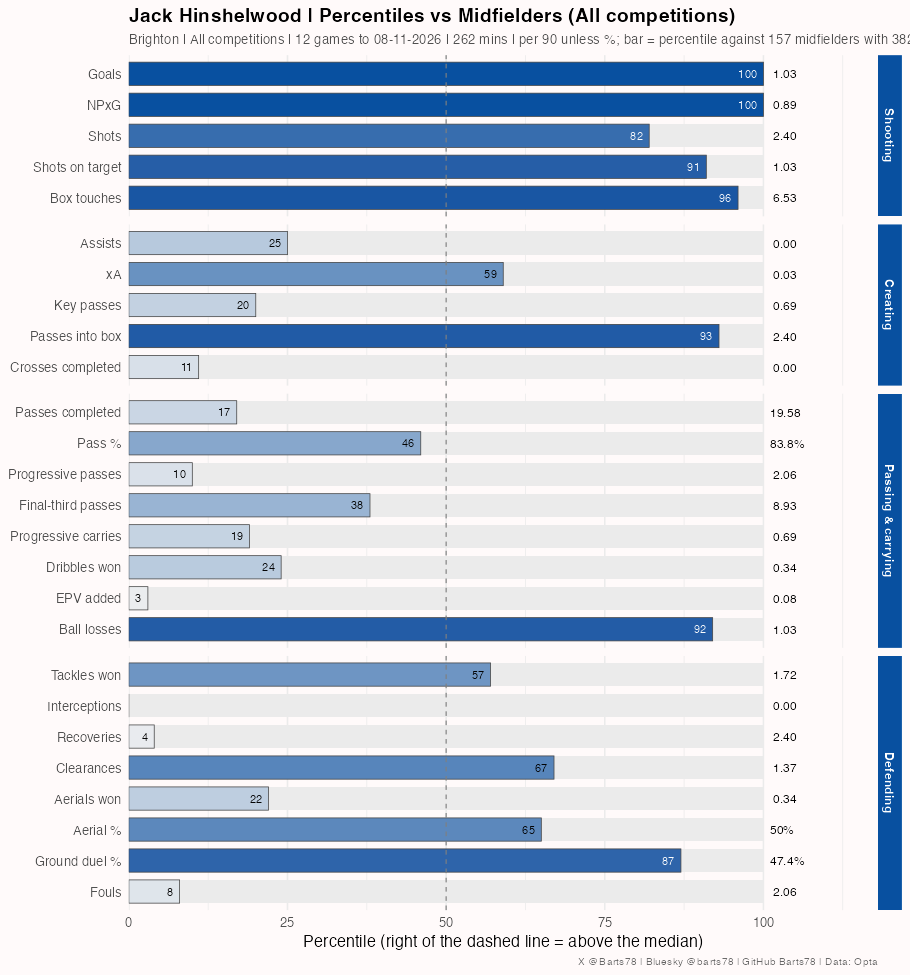 Jack Hinshelwood | Percentiles vs Midfielders (All competitions)
Brighton | All competitions | 12 games to 08-11-2026 | 262 mins | per 90 unless %; bar = percentile against 157 midfielders with 382
Goals 100 1.03
NPxG 100 0.89
Shots 82 2.40
Shots on target 91 1.03
Box touches 96 6.53
Shooting
Assists 25 0.00
xA 59 0.03
Key passes 20 0.69
Passes into box 93 2.40
Crosses completed 11 0.00
Creating
Passes completed 17 19.58
Pass % 46 83.8%
Progressive passes 10 2.06
Final-third passes 38 8.93
Progressive carries 19 0.69
Dribbles won 24 0.34
EPV added 3 0.08
Ball losses 92 1.03
Passing & carrying
Tackles won 57 1.72
Interceptions 0.00
Recoveries 4 2.40
Clearances 67 1.37
Aerials won 22 0.34
Aerial % 65 50%
Ground duel % 87 47.4%
Fouls 8 2.06
Defending
0 25 50 75 100
Percentile (right of the dashed line = above the median)
X @Barts78 | Bluesky @barts78 | GitHub Barts78 | Data: Opta